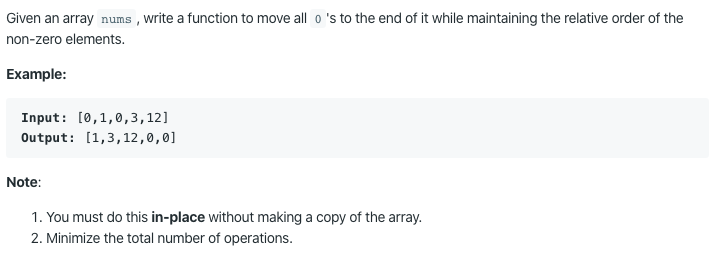 Given an array nums , write a function to move all 0 's to the end of it while maintaining the relative order of the
non-zero elements.
Example:
Input: [0,1,0,3,12]
Output: [1,3,12,0,0]
Note:
1. You must do this in-place without making a copy of the array.
2. Minimize the total number of operations.